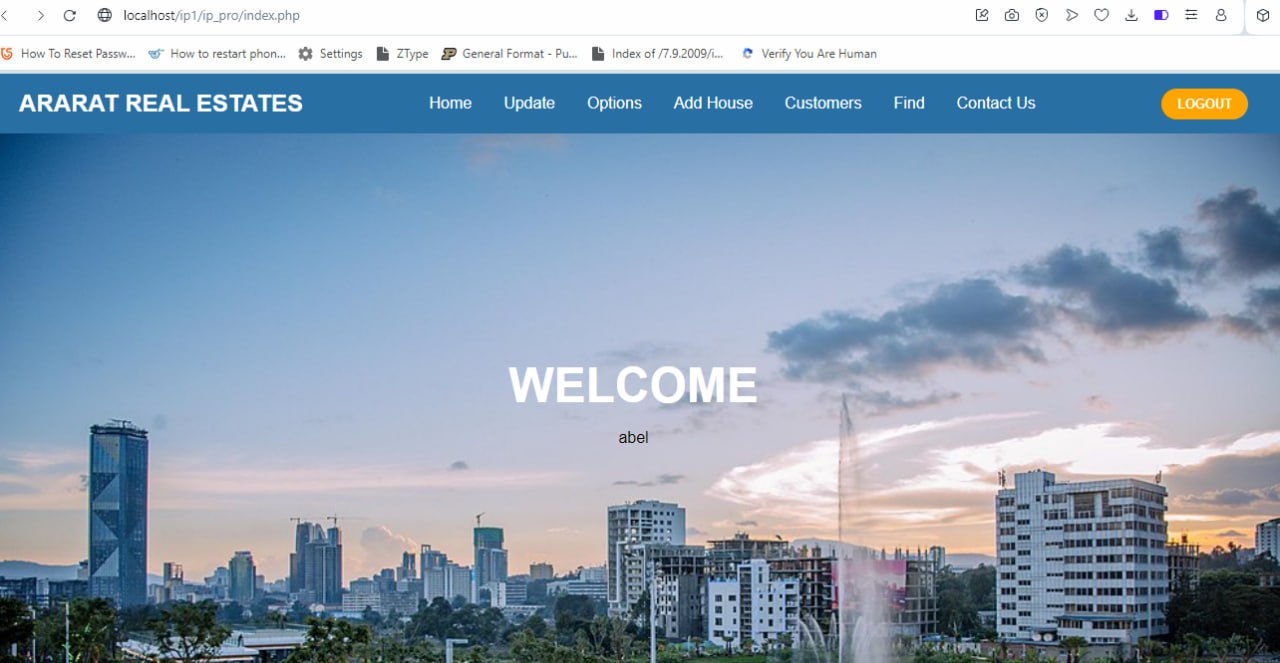 localhost/ip1/ip_pro/index.php
How To Reset Passw... How to restart phon... Settings ZType General Format - Pu... Index of /7.9.2009/i... Verify You Are Human
ARARAT REAL ESTATES Home Update Options Add House Customers Find Contact Us LOGOUT
WELCOME
abel